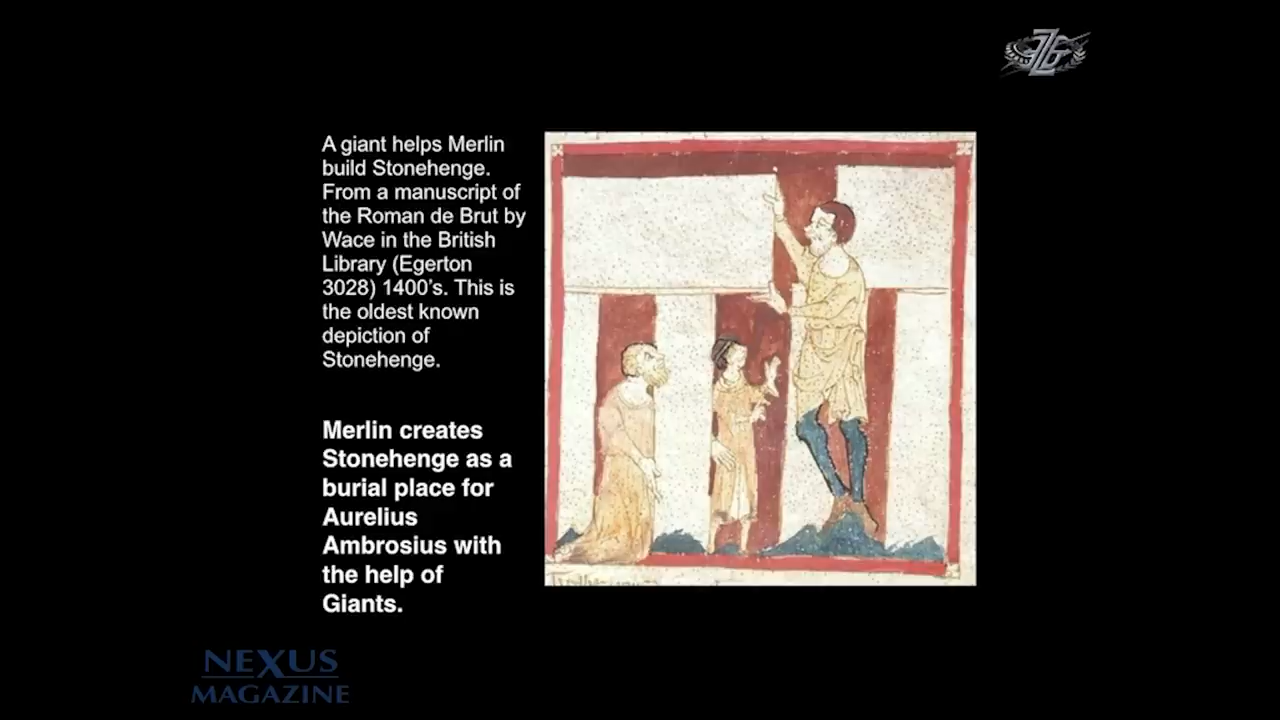 A giant helps Merlin
build Stonehenge.
From a manuscript of
the Roman de Brut by
Wace in the British
Library (Egerton
3028) 1400's. This is
the oldest known
depiction of
Stonehenge.
Merlin creates
Stonehenge as a
burial place for
Aurelius
Ambrosius with
the help of
Giants.
NEXUS
MAGAZINE